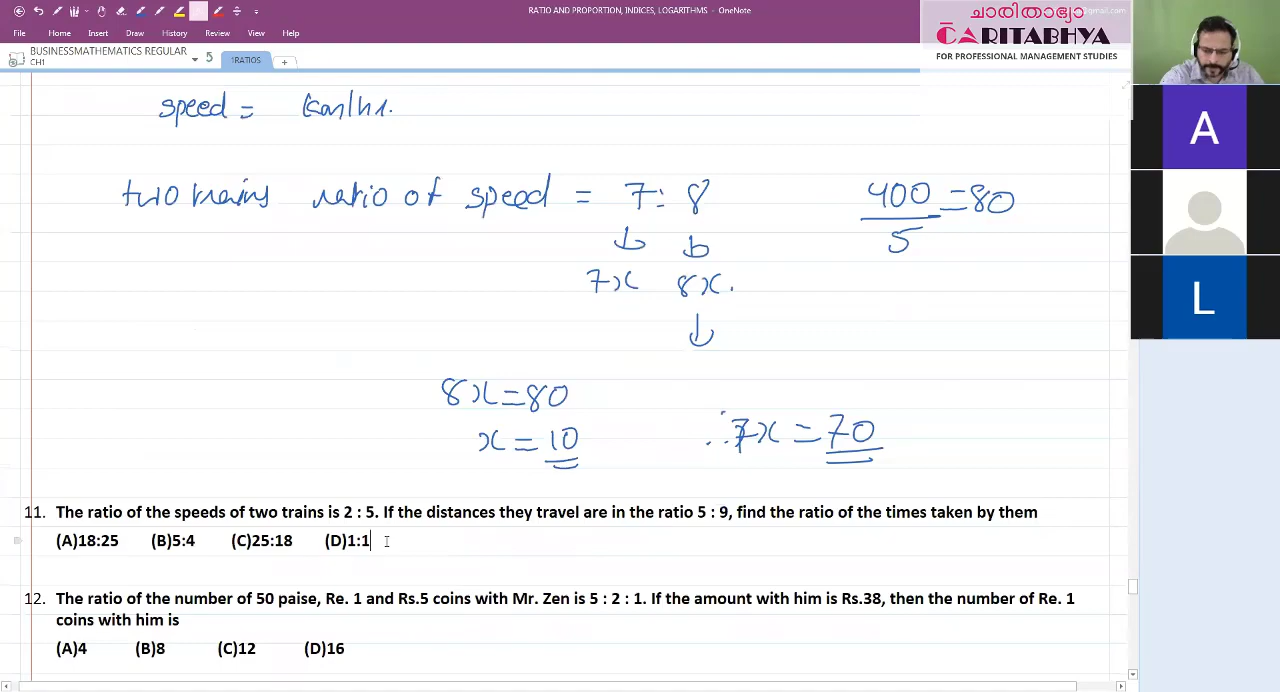 RATIO AND PROPORTION, INDICES, LOGARITHMS - OneNote
@gmail.com
File Home Insert Draw History Review View Help
ചാരിതാഭ്യാ
CARITABHYA
FOR PROFESSIONAL MANAGEMENT STUDIES
BUSINESSMATHEMATICS REGULAR
CH1
5
1RATIOS
speed = km/hr.
two trains ratio of speed = 7 : 8
400/5 = 80
7x 8x.
8x = 80
x = 10
∴ 7x = 70
11. The ratio of the speeds of two trains is 2 : 5. If the distances they travel are in the ratio 5 : 9, find the ratio of the times taken by them
(A)18:25 (B)5:4 (C)25:18 (D)1:1
12. The ratio of the number of 50 paise, Re. 1 and Rs.5 coins with Mr. Zen is 5 : 2 : 1. If the amount with him is Rs.38, then the number of Re. 1
coins with him is
(A)4 (B)8 (C)12 (D)16
A
L